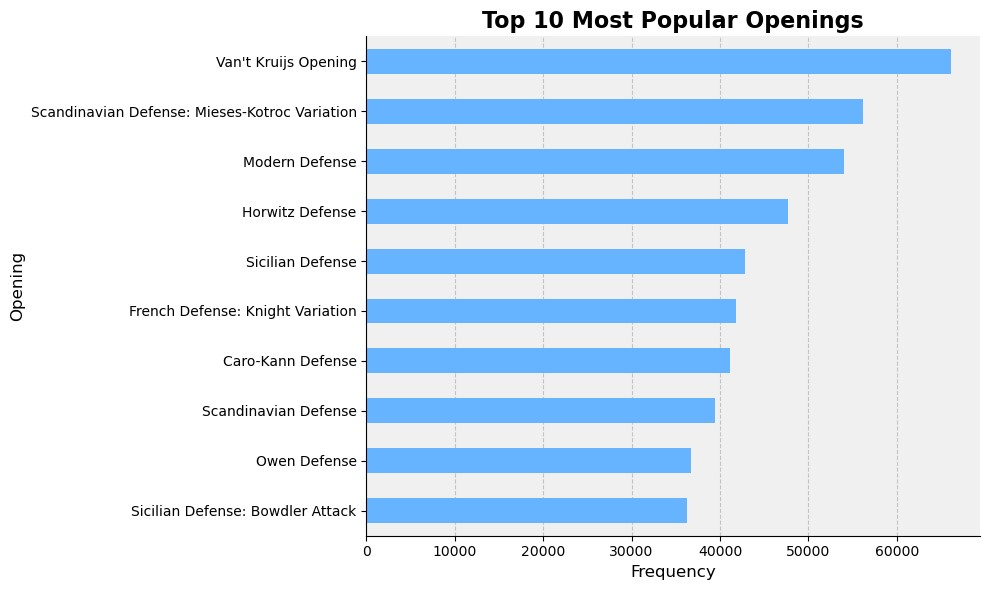 Top 10 Most Popular Openings
Van't Kruijs Opening
Scandinavian Defense: Mieses-Kotroc Variation
Modern Defense
Horwitz Defense
Sicilian Defense
French Defense: Knight Variation
Caro-Kann Defense
Scandinavian Defense
Owen Defense
Sicilian Defense: Bowdler Attack
Opening
0 10000 20000 30000 40000 50000 60000
Frequency